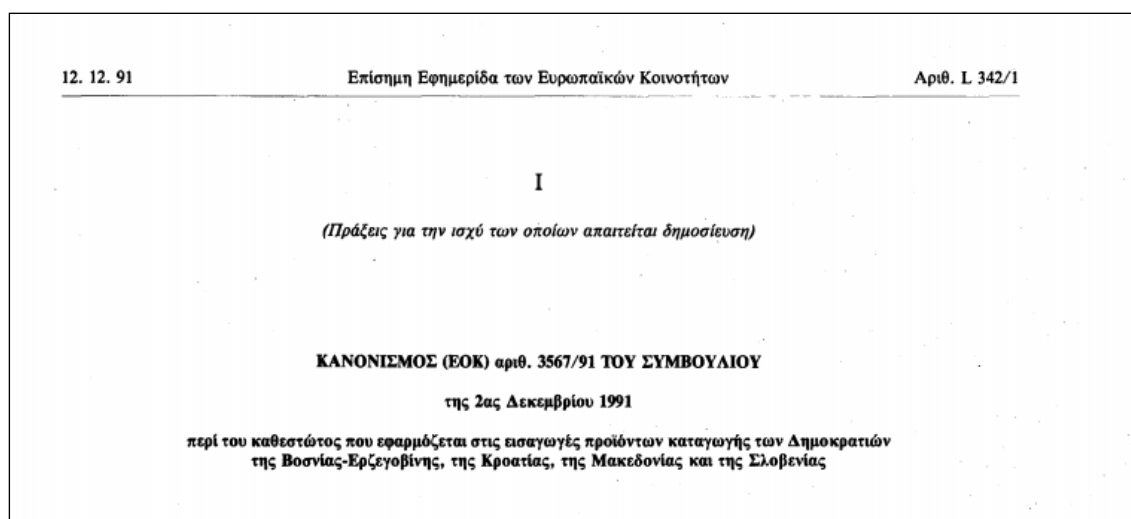 12. 12. 91 Επίσημη Εφημερίδα των Ευρωπαϊκών Κοινοτήτων Αριθ. L 342/1
I
(Πράξεις για την ισχύ των οποίων απαιτείται δημοσίευση)
ΚΑΝΟΝΙΣΜΟΣ (ΕΟΚ) αριθ. 3567/91 ΤΟΥ ΣΥΜΒΟΥΛΙΟΥ
της 2ας Δεκεμβρίου 1991
περί του καθεστώτος που εφαρμόζεται στις εισαγωγές προϊόντων καταγωγής των Δημοκρατιών
της Βοσνίας-Ερζεγοβίνης, της Κροατίας, της Μακεδονίας και της Σλοβενίας